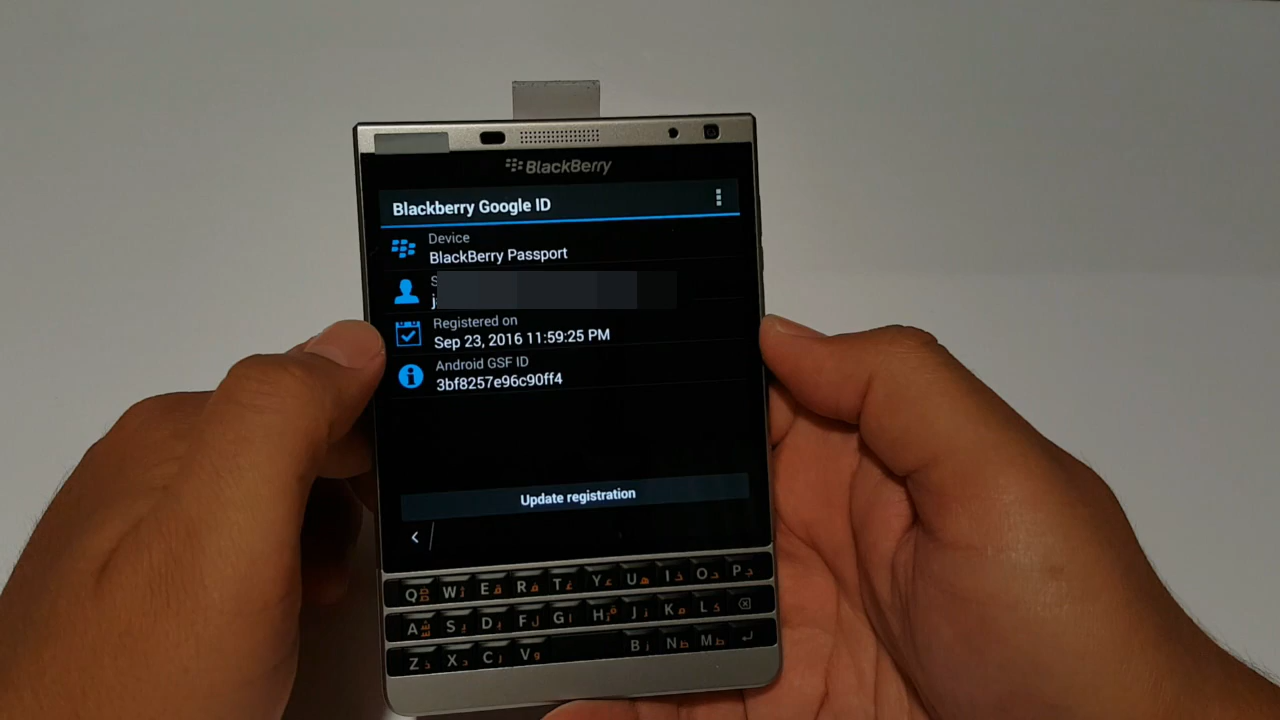 BlackBerry
Blackberry Google ID
Device
BlackBerry Passport
Registered on
Sep 23, 2016 11:59:25 PM
Android GSF ID
3bf8257e96c90ff4
Update registration
Q W E R T Y U I O P
A S D F G H J K L
Z X C V B N M